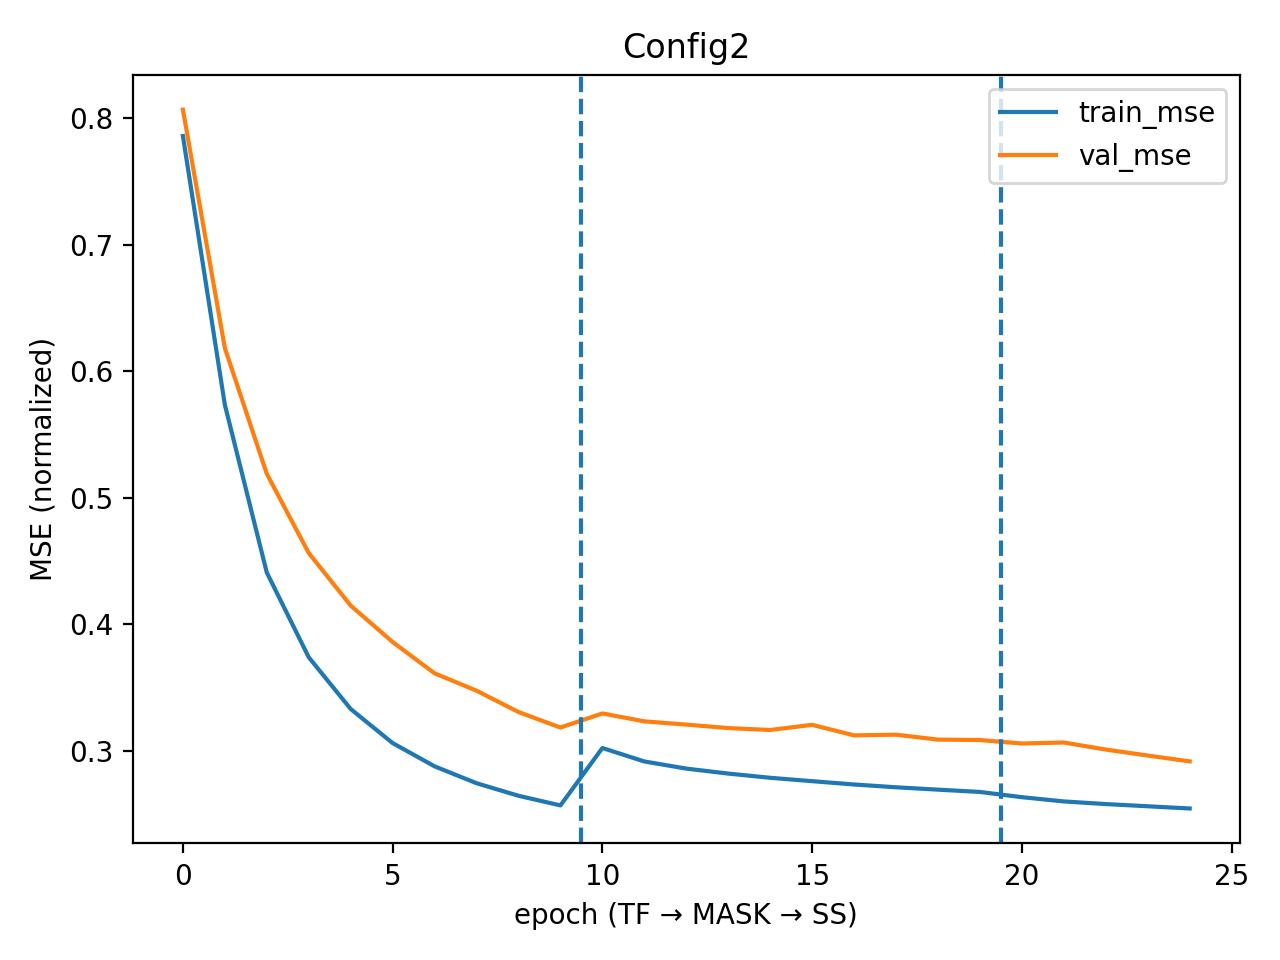 Config2
train_mse
val_mse
MSE (normalized)
0.8
0.7
0.6
0.5
0.4
0.3
0 5 10 15 20 25
epoch (TF → MASK → SS)